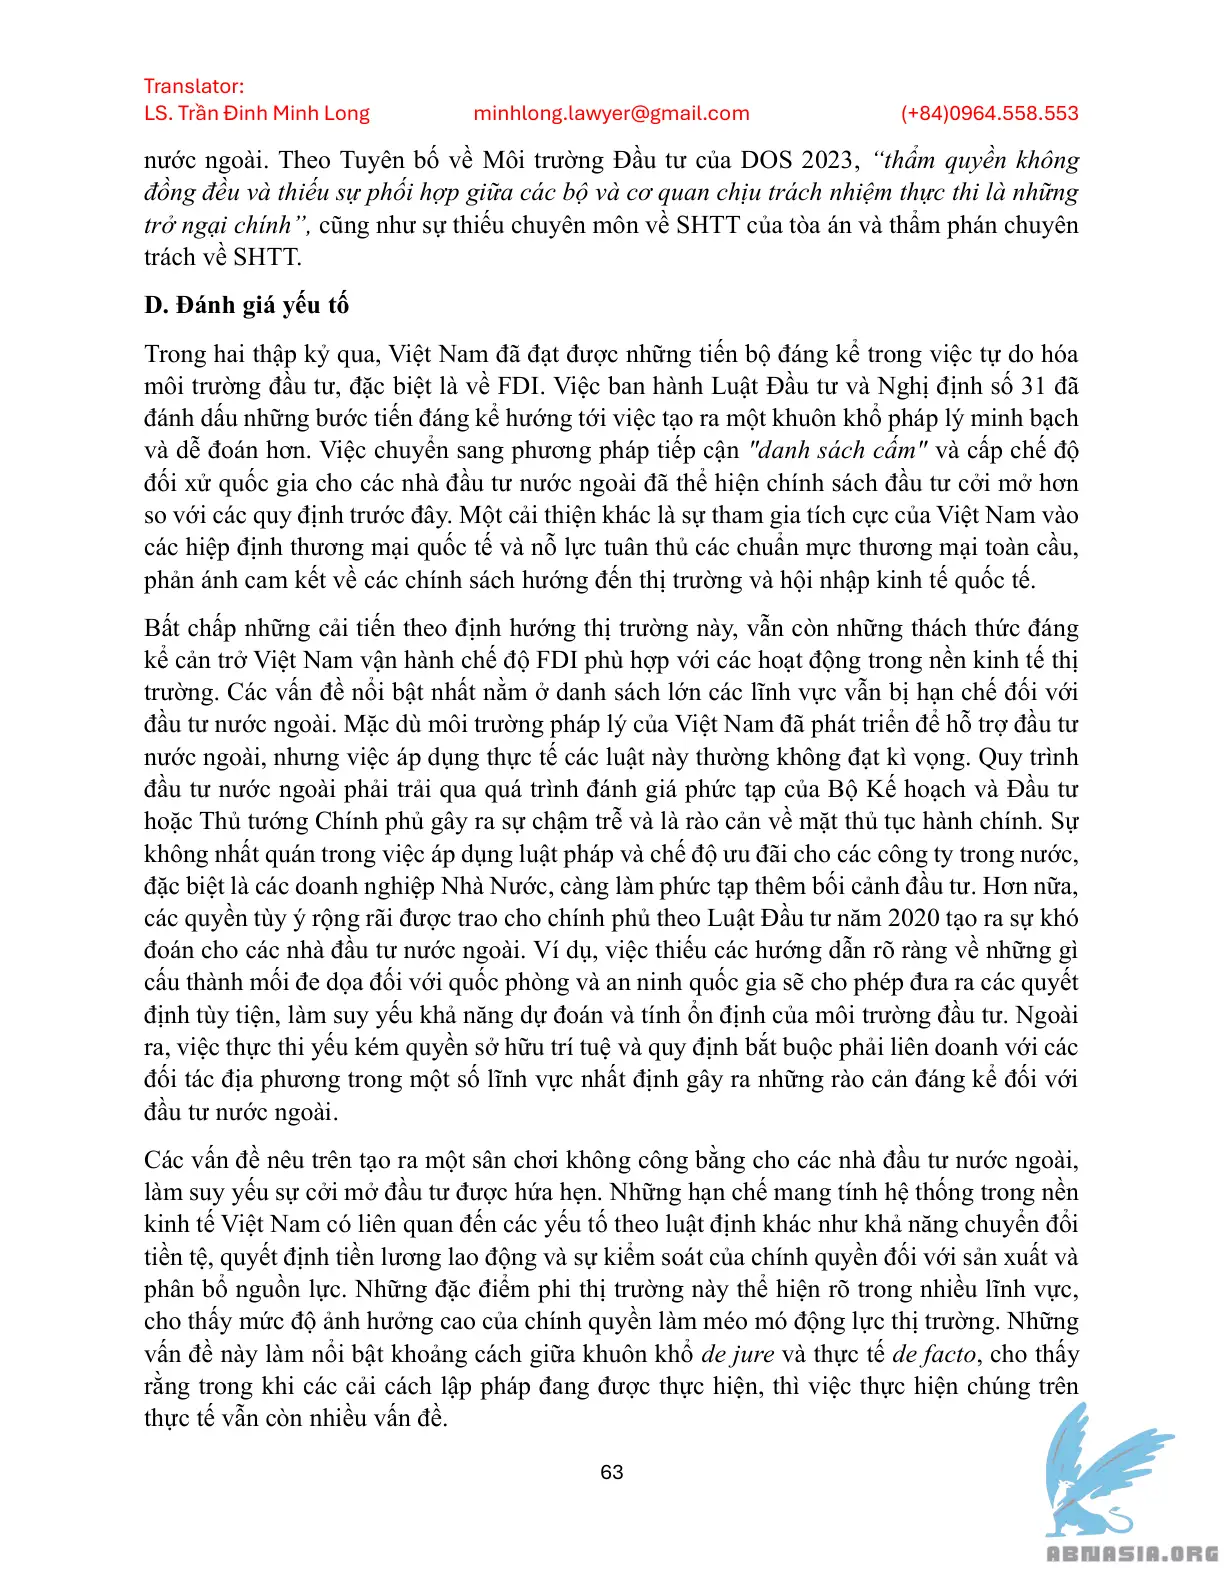 Translator:
LS. Trần Đinh Minh Long minhlong.lawyer@gmail.com (+84)0964.558.553
nước ngoài. Theo Tuyên bố về Môi trường Đầu tư của DOS 2023, “thẩm quyền không
đồng đều và thiếu sự phối hợp giữa các bộ và cơ quan chịu trách nhiệm thực thi là những
trở ngại chính”, cũng như sự thiếu chuyên môn về SHTT của tòa án và thẩm phán chuyên
trách về SHTT.
D. Đánh giá yếu tố
Trong hai thập kỷ qua, Việt Nam đã đạt được những tiến bộ đáng kể trong việc tự do hóa
môi trường đầu tư, đặc biệt là về FDI. Việc ban hành Luật Đầu tư và Nghị định số 31 đã
đánh dấu những bước tiến đáng kể hướng tới việc tạo ra một khuôn khổ pháp lý minh bạch
và dễ đoán hơn. Việc chuyển sang phương pháp tiếp cận "danh sách cấm" và cấp chế độ
đối xử quốc gia cho các nhà đầu tư nước ngoài đã thể hiện chính sách đầu tư cởi mở hơn
so với các quy định trước đây. Một cải thiện khác là sự tham gia tích cực của Việt Nam vào
các hiệp định thương mại quốc tế và nỗ lực tuân thủ các chuẩn mực thương mại toàn cầu,
phản ánh cam kết về các chính sách hướng đến thị trường và hội nhập kinh tế quốc tế.
Bất chấp những cải tiến theo định hướng thị trường này, vẫn còn những thách thức đáng
kể cản trở Việt Nam vận hành chế độ FDI phù hợp với các hoạt động trong nền kinh tế thị
trường. Các vấn đề nổi bật nhất nằm ở danh sách lớn các lĩnh vực vẫn bị hạn chế đối với
đầu tư nước ngoài. Mặc dù môi trường pháp lý của Việt Nam đã phát triển để hỗ trợ đầu tư
nước ngoài, nhưng việc áp dụng thực tế các luật này thường không đạt kì vọng. Quy trình
đầu tư nước ngoài phải trải qua quá trình đánh giá phức tạp của Bộ Kế hoạch và Đầu tư
hoặc Thủ tướng Chính phủ gây ra sự chậm trễ và là rào cản về mặt thủ tục hành chính. Sự
không nhất quán trong việc áp dụng luật pháp và chế độ ưu đãi cho các công ty trong nước,
đặc biệt là các doanh nghiệp Nhà Nước, càng làm phức tạp thêm bối cảnh đầu tư. Hơn nữa,
các quyền tùy ý rộng rãi được trao cho chính phủ theo Luật Đầu tư năm 2020 tạo ra sự khó
đoán cho các nhà đầu tư nước ngoài. Ví dụ, việc thiếu các hướng dẫn rõ ràng về những gì
cấu thành mối đe dọa đối với quốc phòng và an ninh quốc gia sẽ cho phép đưa ra các quyết
định tùy tiện, làm suy yếu khả năng dự đoán và tính ổn định của môi trường đầu tư. Ngoài
ra, việc thực thi yếu kém quyền sở hữu trí tuệ và quy định bắt buộc phải liên doanh với các
đối tác địa phương trong một số lĩnh vực nhất định gây ra những rào cản đáng kể đối với
đầu tư nước ngoài.
Các vấn đề nêu trên tạo ra một sân chơi không công bằng cho các nhà đầu tư nước ngoài,
làm suy yếu sự cởi mở đầu tư được hứa hẹn. Những hạn chế mang tính hệ thống trong nền
kinh tế Việt Nam có liên quan đến các yếu tố theo luật định khác như khả năng chuyển đổi
tiền tệ, quyết định tiền lương lao động và sự kiểm soát của chính quyền đối với sản xuất và
phân bổ nguồn lực. Những đặc điểm phi thị trường này thể hiện rõ trong nhiều lĩnh vực,
cho thấy mức độ ảnh hưởng cao của chính quyền làm méo mó động lực thị trường. Những
vấn đề này làm nổi bật khoảng cách giữa khuôn khổ de jure và thực tế de facto, cho thấy
rằng trong khi các cải cách lập pháp đang được thực hiện, thì việc thực hiện chúng trên
thực tế vẫn còn nhiều vấn đề.
63
ABNASIA.ORG